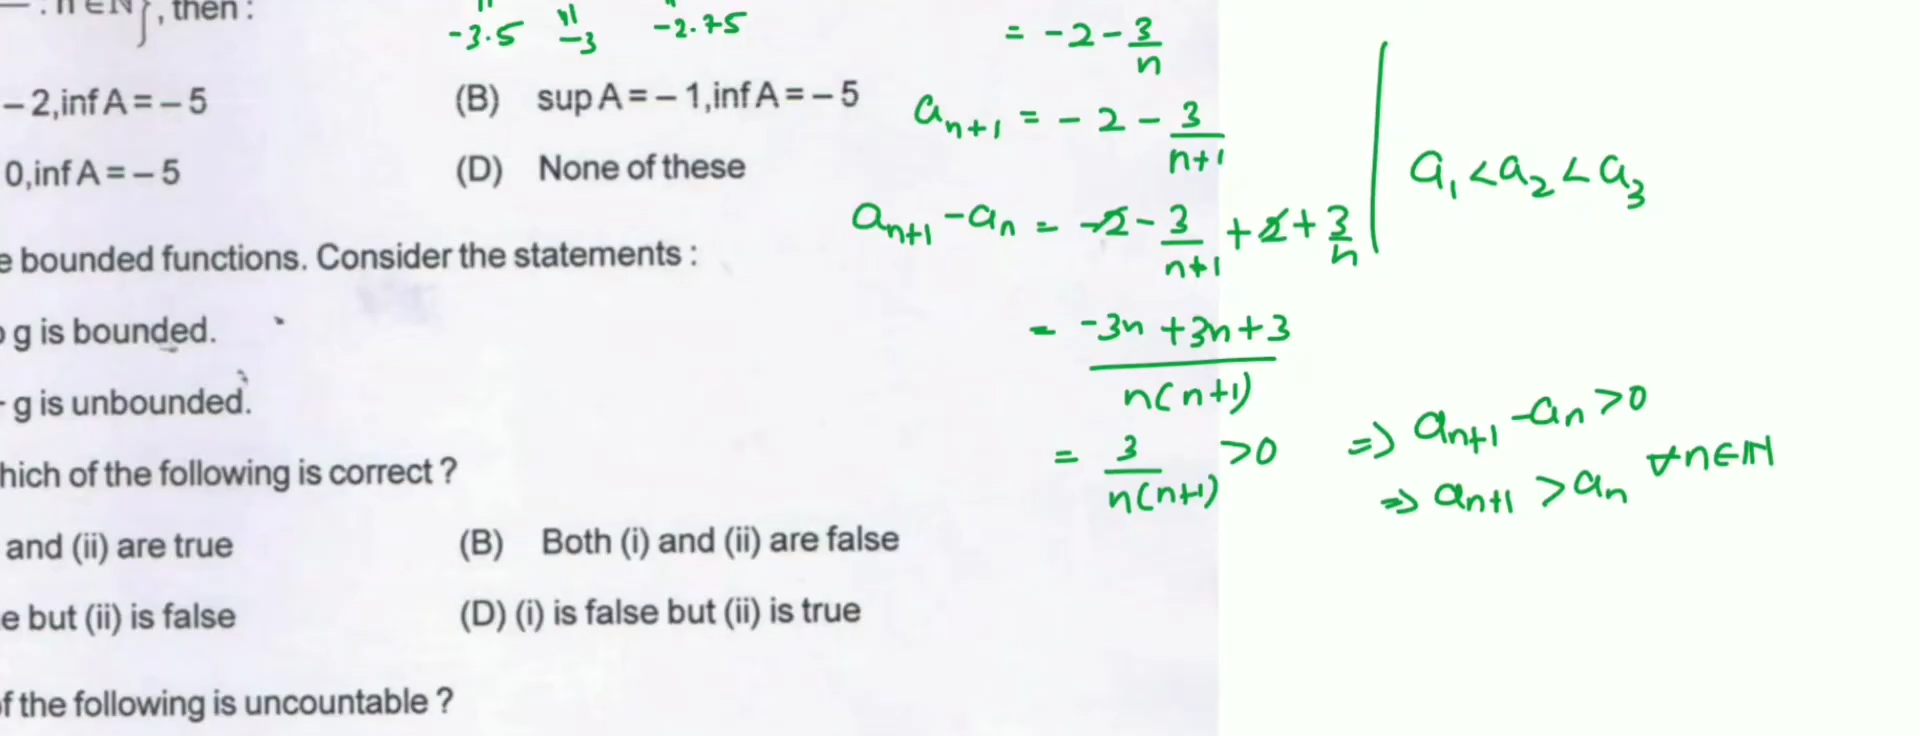 : n ∈ N}, then :
-3.5 -3 -2.75
= -2 - 3/n
– 2, inf A = – 5 (B) sup A = – 1, inf A = – 5
a_{n+1} = -2 - 3/(n+1)
0, inf A = – 5 (D) None of these
a_1 < a_2 < a_3
a_{n+1} - a_n = -2 - 3/(n+1) + 2 + 3/n
bounded functions. Consider the statements :
g is bounded.
= (-3n + 3n + 3)/(n(n+1))
g is unbounded.
= 3/(n(n+1)) > 0 ⇒ a_{n+1} - a_n > 0
⇒ a_{n+1} > a_n ∀ n ∈ ℕ
of the following is correct ?
and (ii) are true (B) Both (i) and (ii) are false
but (ii) is false (D) (i) is false but (ii) is true
the following is uncountable ?